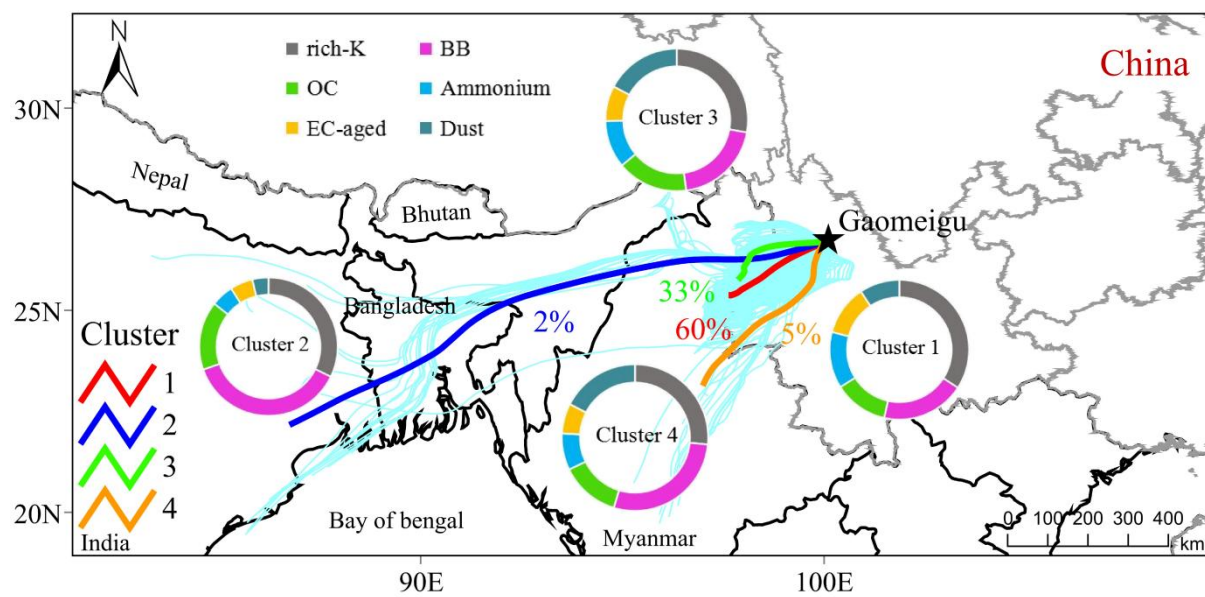 N
China
rich-K
BB
OC
Ammonium
EC-aged
Dust
Cluster 3
30N
Nepal
Bhutan
Gaomeigu
33%
25N
Bangladesh
2%
60%
5%
Cluster
1
2
3
4
Cluster 2
Cluster 1
Cluster 4
20N
Bay of bengal
Myanmar
India
0 100 200 300 400
km
90E
100E